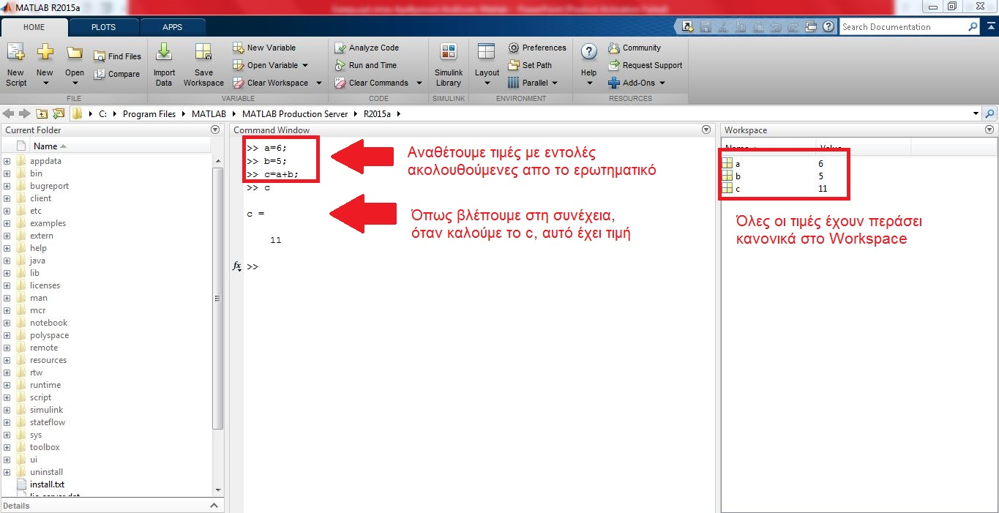 MATLAB R2015a
HOME
PLOTS
APPS
Search Documentation
New Script
New
Open
Find Files
Compare
FILE
Import Data
Save Workspace
New Variable
Open Variable
Clear Workspace
VARIABLE
Analyze Code
Run and Time
Clear Commands
CODE
Simulink Library
SIMULINK
Layout
Preferences
Set Path
Parallel
ENVIRONMENT
Help
Community
Request Support
Add-Ons
RESOURCES
C: Program Files MATLAB MATLAB Production Server R2015a
Current Folder
Name
appdata
bin
bugreport
client
etc
examples
extern
help
java
lib
licenses
man
mcr
notebook
polyspace
remote
resources
rtw
runtime
script
simulink
stateflow
sys
toolbox
ui
uninstall
install.txt
Details
Command Window
>> a=6;
>> b=5;
>> c=a+b;
>> c
c =
11
fx >>
Αναθέτουμε τιμές με εντολές
ακολουθούμενες απο το ερωτηματικό
Όπως βλέπουμε στη συνέχεια,
όταν καλούμε το c, αυτό έχει τιμή
Workspace
Name Value
a 6
b 5
c 11
Όλες οι τιμές έχουν περάσει
κανονικά στο Workspace